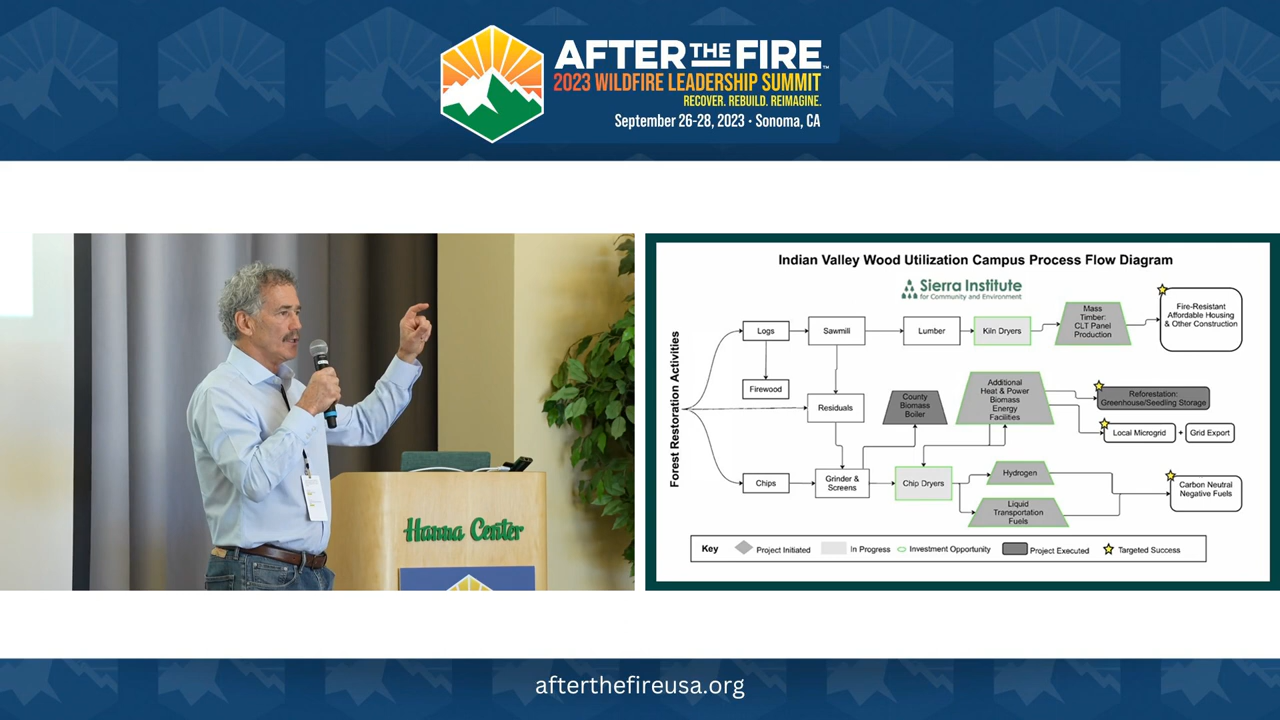 AFTER THE FIRE™
2023 WILDFIRE LEADERSHIP SUMMIT
RECOVER. REBUILD. REIMAGINE.
September 26-28, 2023 • Sonoma, CA
Hanna Center
Indian Valley Wood Utilization Campus Process Flow Diagram
Sierra Institute
for Community and Environment
Forest Restoration Activities
Logs
Sawmill
Lumber
Kiln Dryers
Mass
Timber:
CLT Panel
Production
Fire-Resistant
Affordable Housing
& Other Construction
Firewood
Residuals
County
Biomass
Boiler
Additional
Heat & Power
Biomass
Energy
Facilities
Reforestation:
Greenhouse/Seedling Storage
Local Microgrid
+
Grid Export
Chips
Grinder &
Screens
Chip Dryers
Hydrogen
Liquid
Transportation
Fuels
Carbon Neutral
Negative Fuels
Key
Project Initiated
In Progress
Investment Opportunity
Project Executed
Targeted Success
afterthefireusa.org